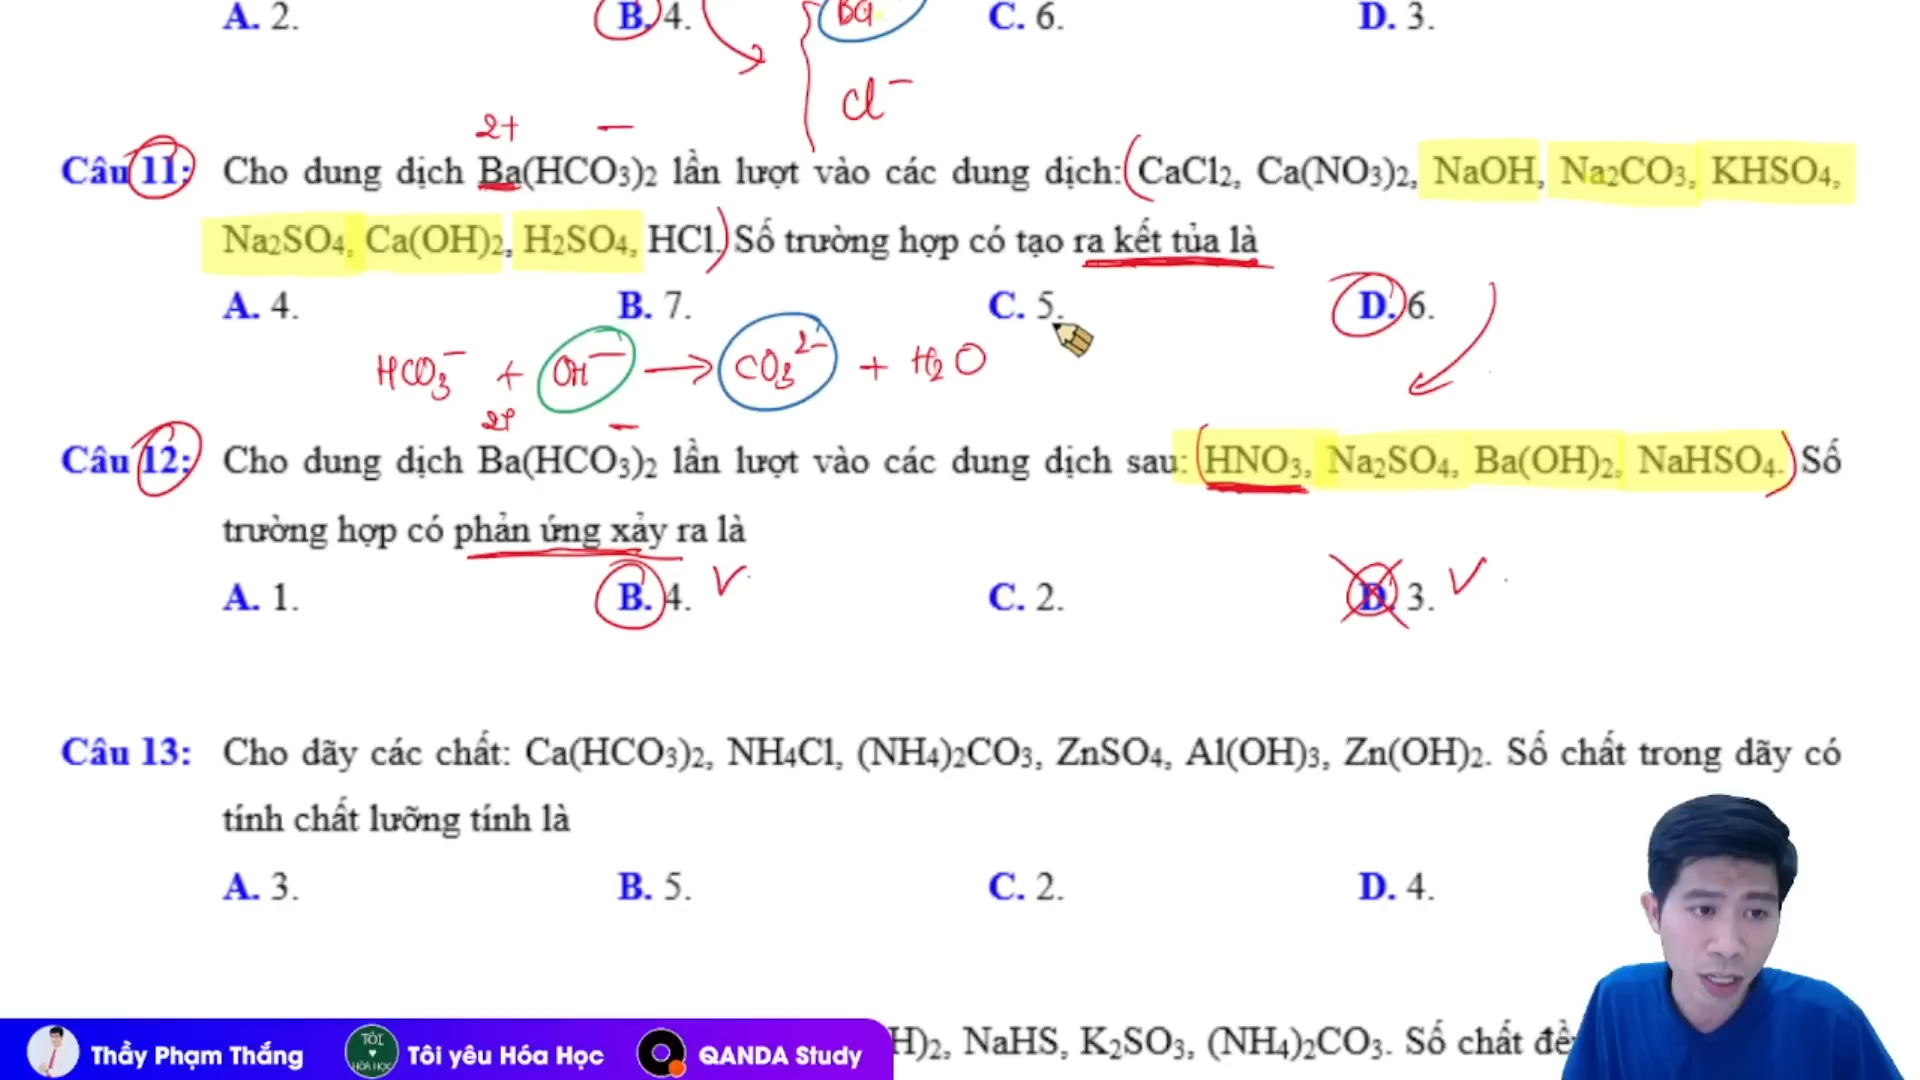 A. 2. B. 4. C. 6. D. 3.
Ba
Cl⁻
2+ −
Câu 11: Cho dung dịch Ba(HCO₃)₂ lần lượt vào các dung dịch: (CaCl₂, Ca(NO₃)₂, NaOH, Na₂CO₃, KHSO₄,
Na₂SO₄, Ca(OH)₂, H₂SO₄, HCl.) Số trường hợp có tạo ra kết tủa là
A. 4. B. 7. C. 5. D. 6.
HCO₃⁻ + OH⁻ → CO₃²⁻ + H₂O
2+ −
Câu 12: Cho dung dịch Ba(HCO₃)₂ lần lượt vào các dung dịch sau: (HNO₃, Na₂SO₄, Ba(OH)₂, NaHSO₄.) Số
trường hợp có phản ứng xảy ra là
A. 1. B. 4. C. 2. D. 3.
Câu 13: Cho dãy các chất: Ca(HCO₃)₂, NH₄Cl, (NH₄)₂CO₃, ZnSO₄, Al(OH)₃, Zn(OH)₂. Số chất trong dãy có
tính chất lưỡng tính là
A. 3. B. 5. C. 2. D. 4.
H)₂, NaHS, K₂SO₃, (NH₄)₂CO₃. Số chất đề
Thầy Phạm Thắng TÔI ♥ HÓA HỌC Tôi yêu Hóa Học QANDA Study